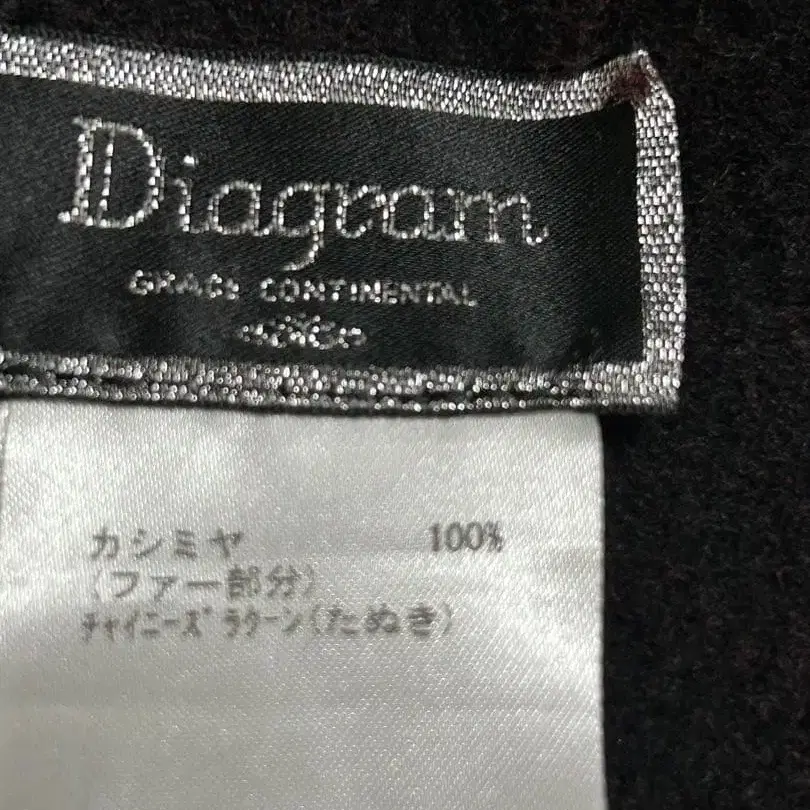 Diagram
GRACE CONTINENTAL
カシミヤ 100%
(ファー部分)
チャイニーズラクーン(たぬき)